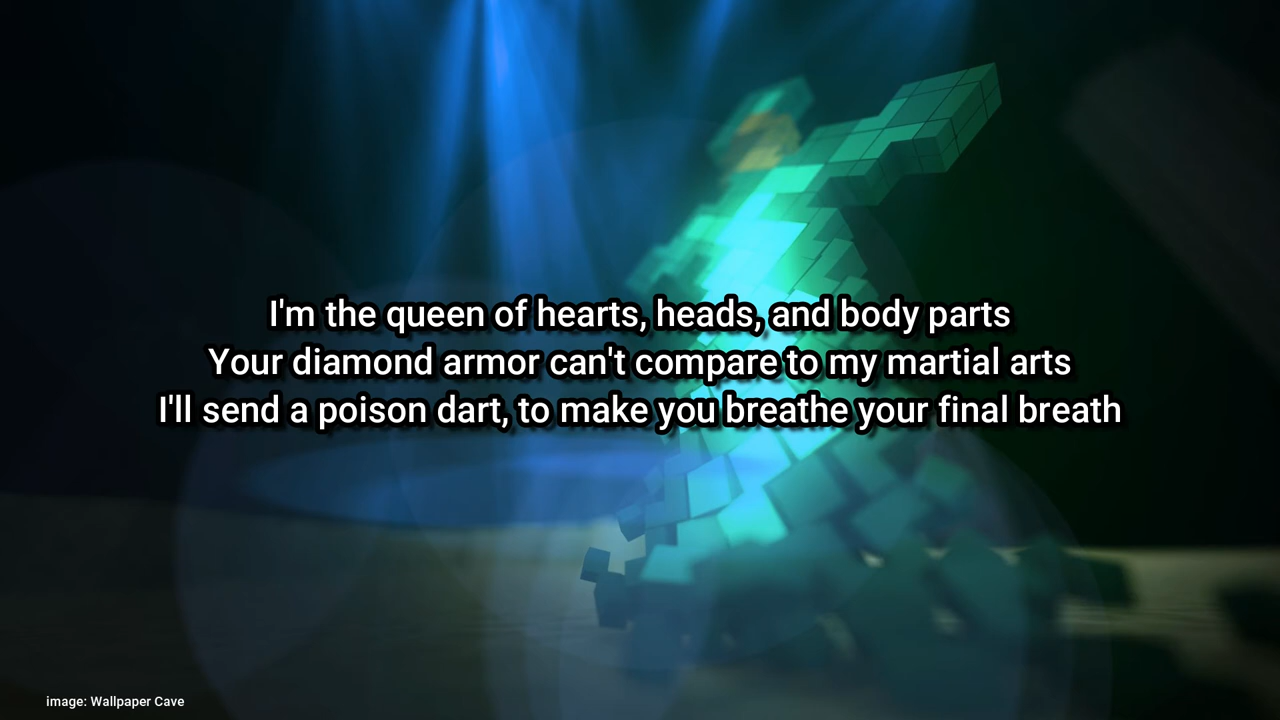 I'm the queen of hearts, heads, and body parts
Your diamond armor can't compare to my martial arts
I'll send a poison dart, to make you breathe your final breath
image: Wallpaper Cave